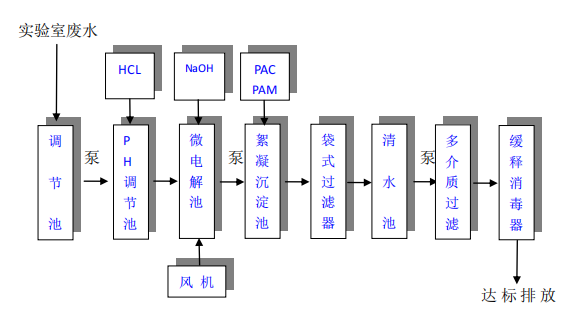 实验室废水
HCL
NaOH
PAC
PAM
调节池
泵
PH调节池
微电解池
泵
絮凝沉淀池
袋式过滤器
清水池
泵
多介质过滤
缓释消毒器
风机
达标排放